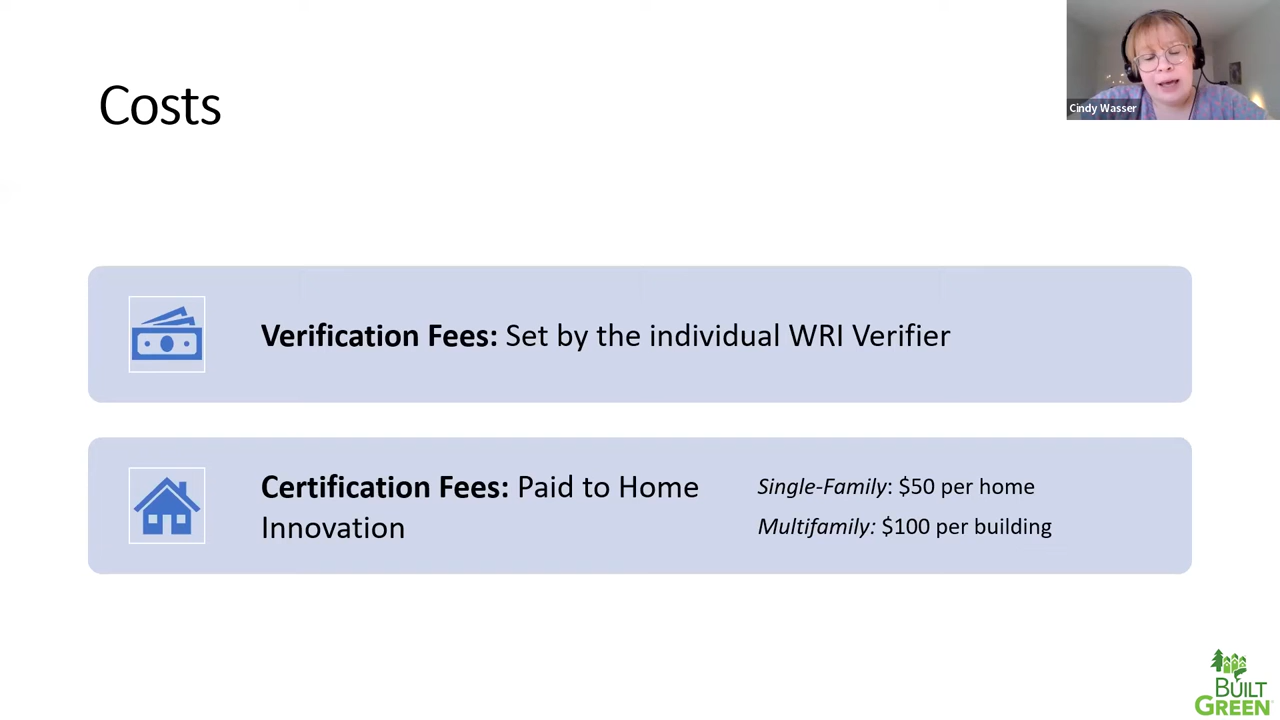 Cindy Wasser
Costs
Verification Fees: Set by the individual WRI Verifier
Certification Fees: Paid to Home
Innovation
Single-Family: $50 per home
Multifamily: $100 per building
BUILT
GREEN